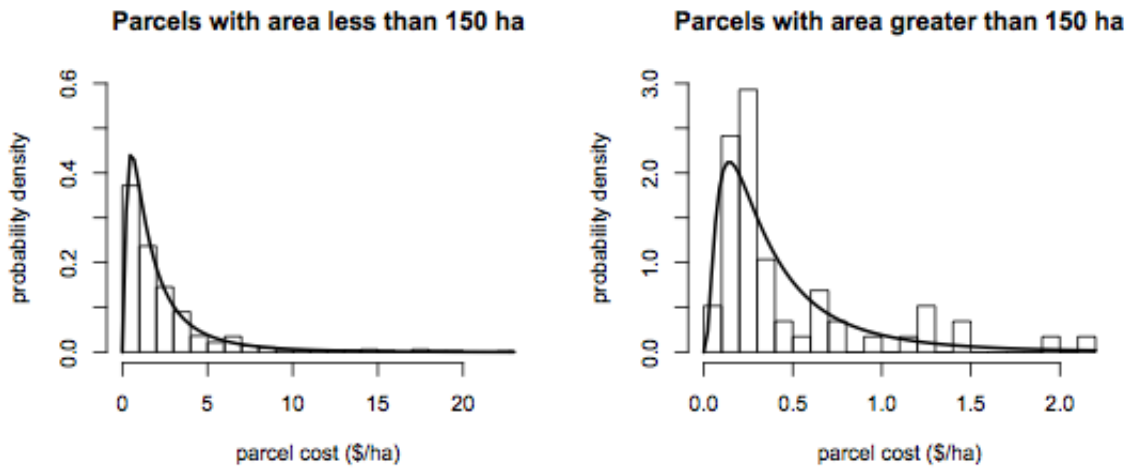 Parcels with area less than 150 ha
probability density
0.6
0.4
0.2
0.0
0 5 10 15 20
parcel cost ($/ha)
Parcels with area greater than 150 ha
probability density
3.0
2.0
1.0
0.0
0.0 0.5 1.0 1.5 2.0
parcel cost ($/ha)